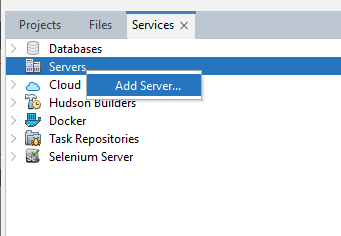 Projects Files Services
Databases
Servers
Add Server...
Cloud
Hudson Builders
Docker
Task Repositories
Selenium Server